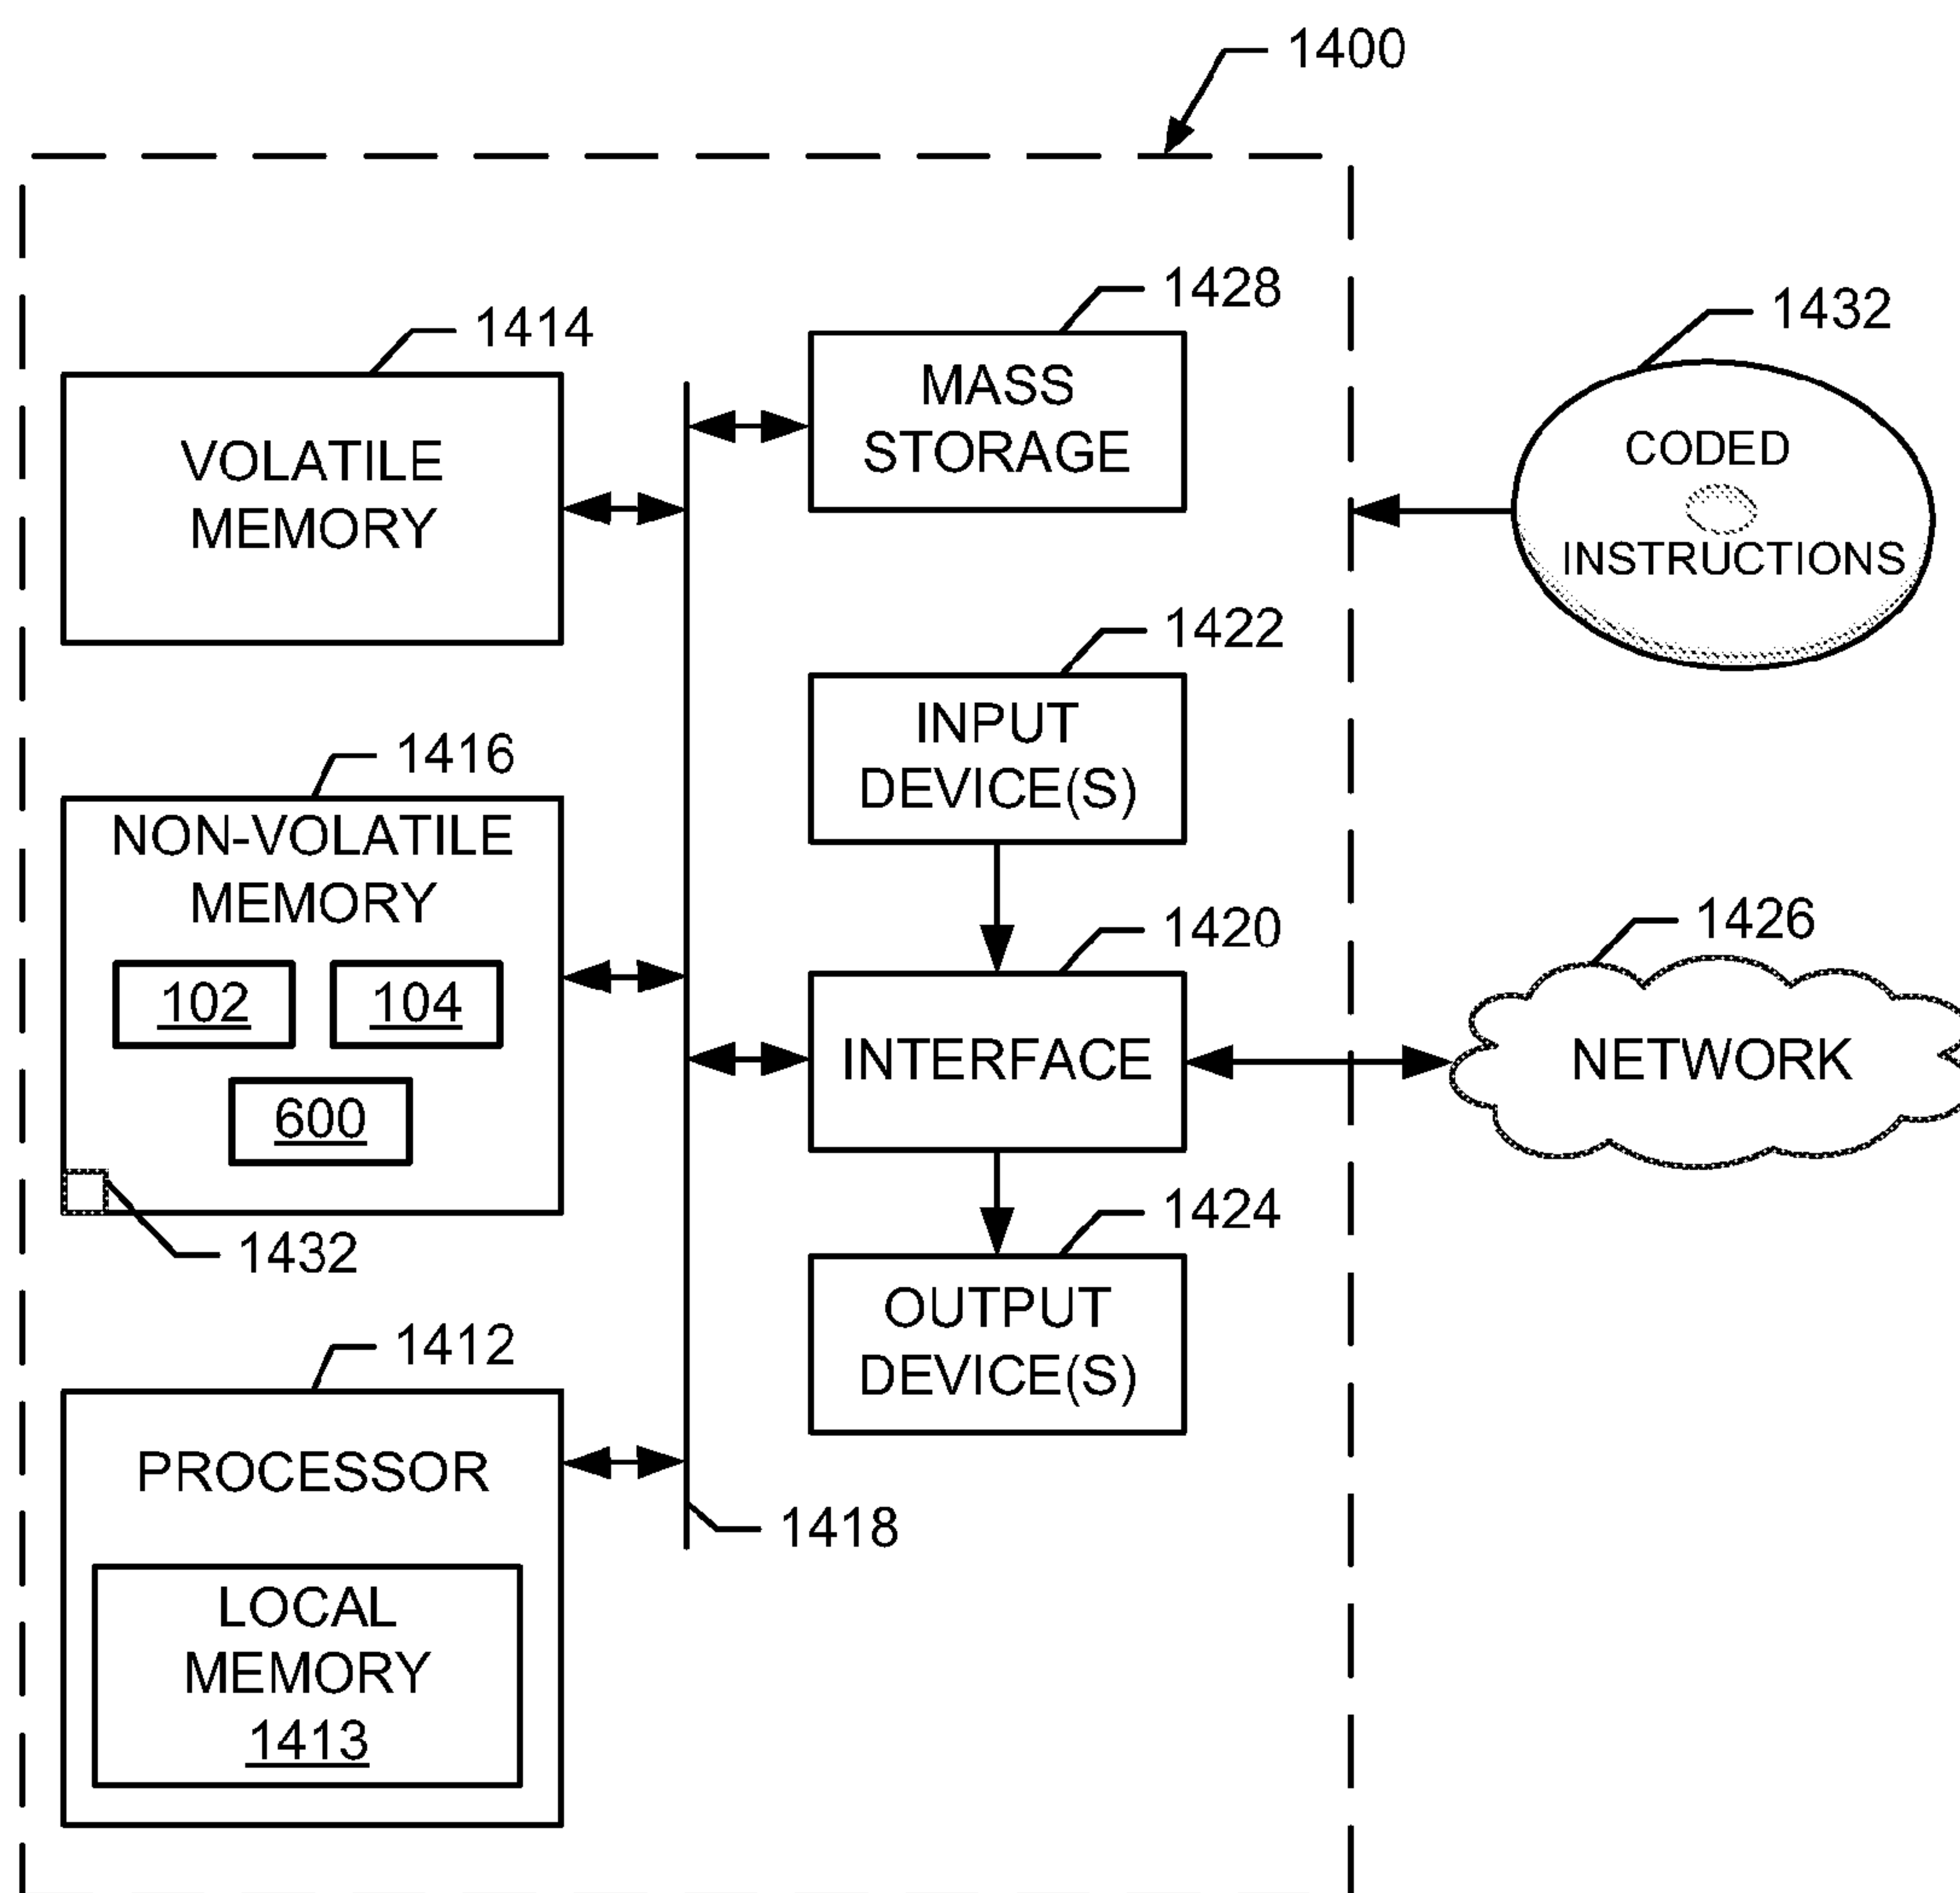 1400
1428
MASS
STORAGE
1414
VOLATILE
MEMORY
1432
CODED
INSTRUCTIONS
1422
INPUT
DEVICE(S)
1416
NON-VOLATILE
MEMORY
102
104
600
1432
1420
INTERFACE
1426
NETWORK
1424
OUTPUT
DEVICE(S)
1412
PROCESSOR
LOCAL
MEMORY
1413
1418